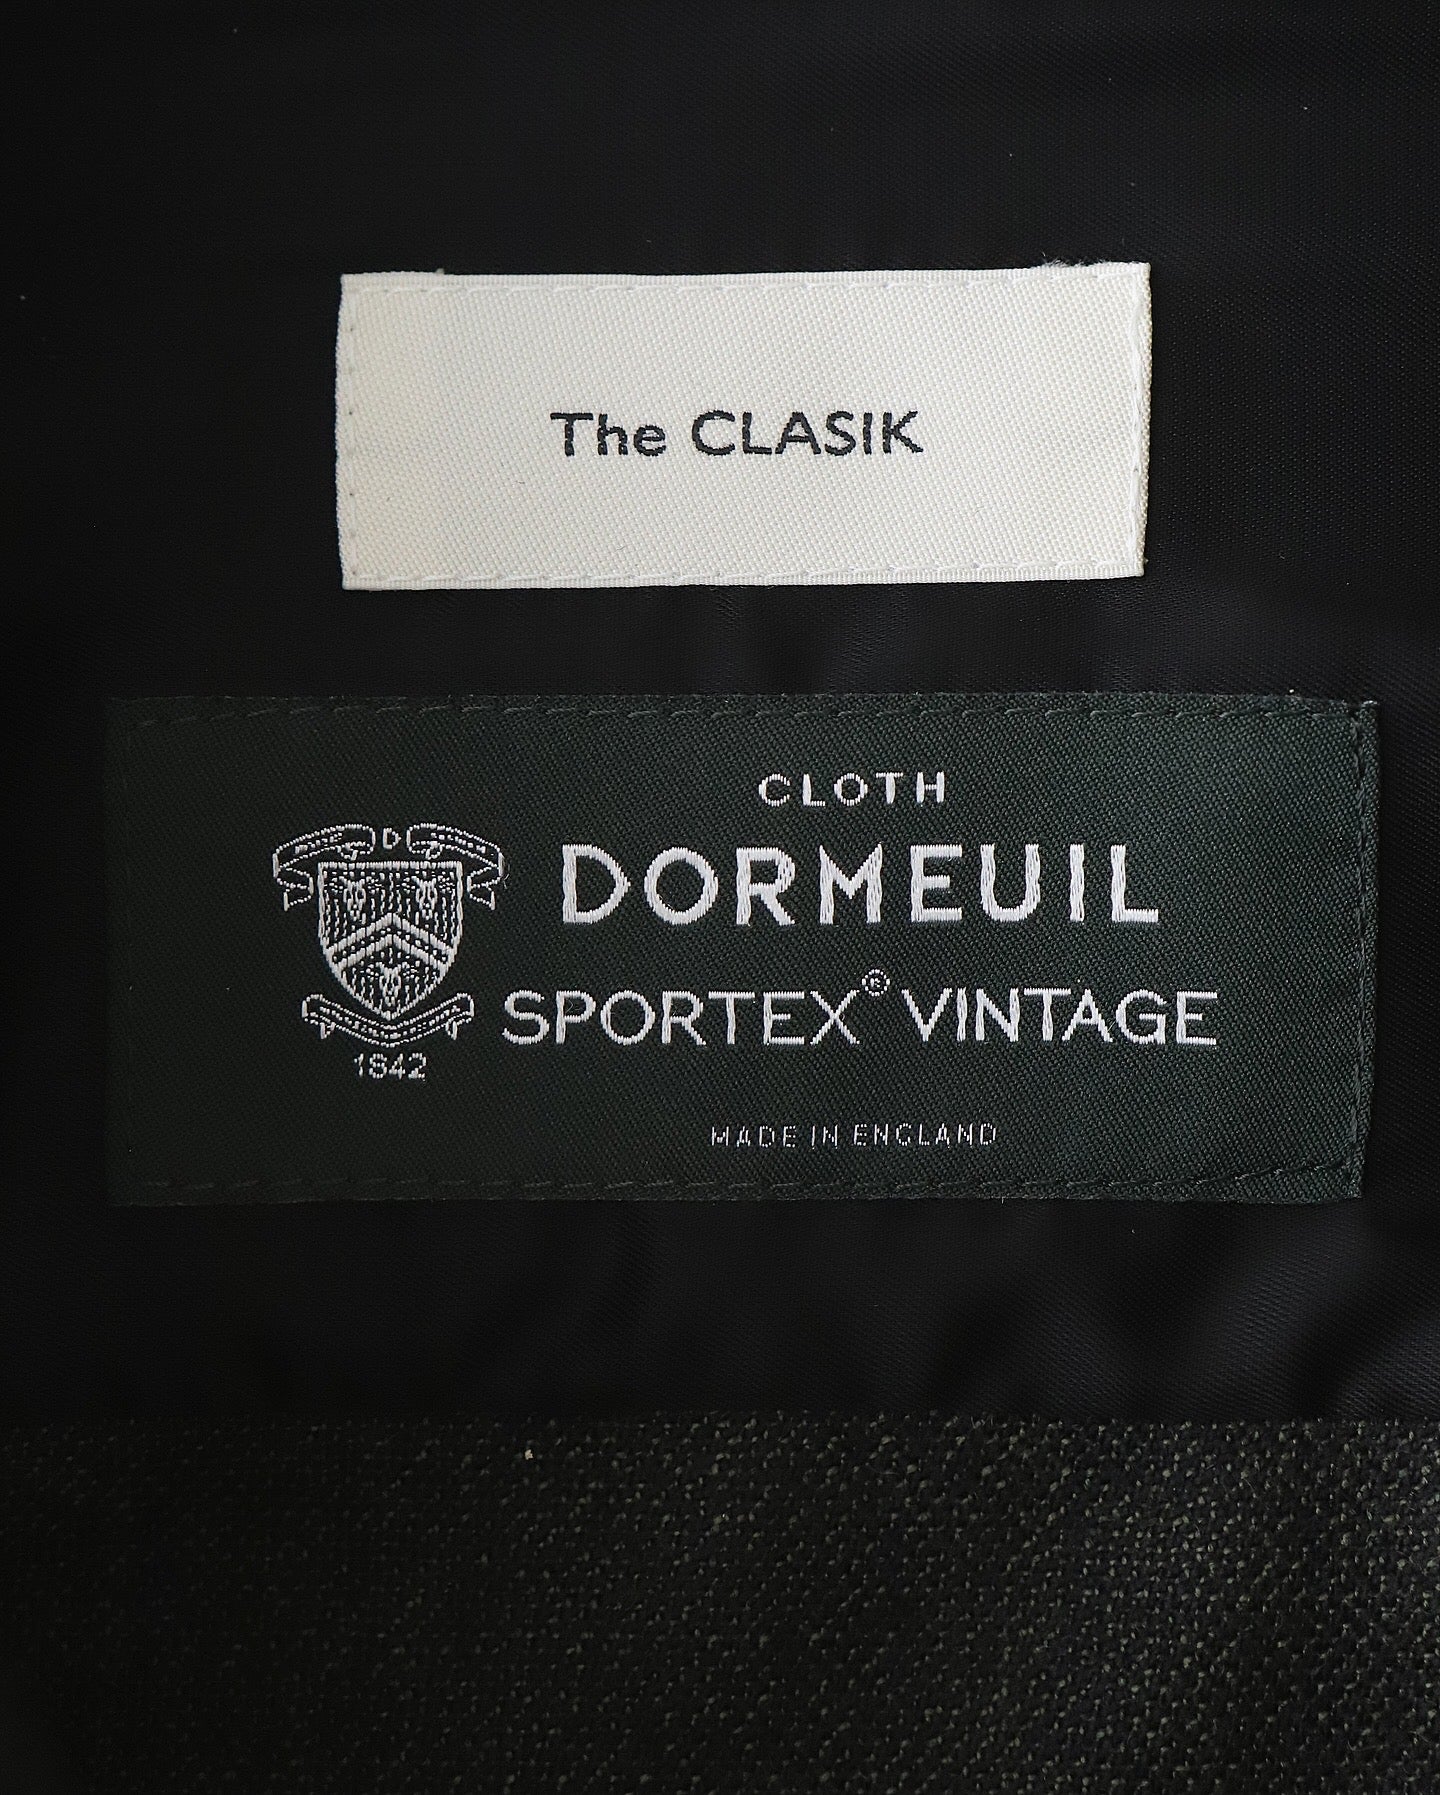 The CLASIK
CLOTH
DORMEUIL
SPORTEX® VINTAGE
D
1842
MADE IN ENGLAND